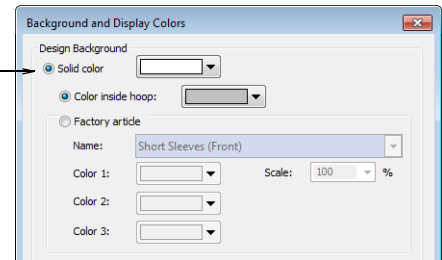 Background and Display Colors
Design Background
Solid color
Color inside hoop:
Factory article
Name: Short Sleeves (Front)
Color 1: Scale: 100 %
Color 2:
Color 3: